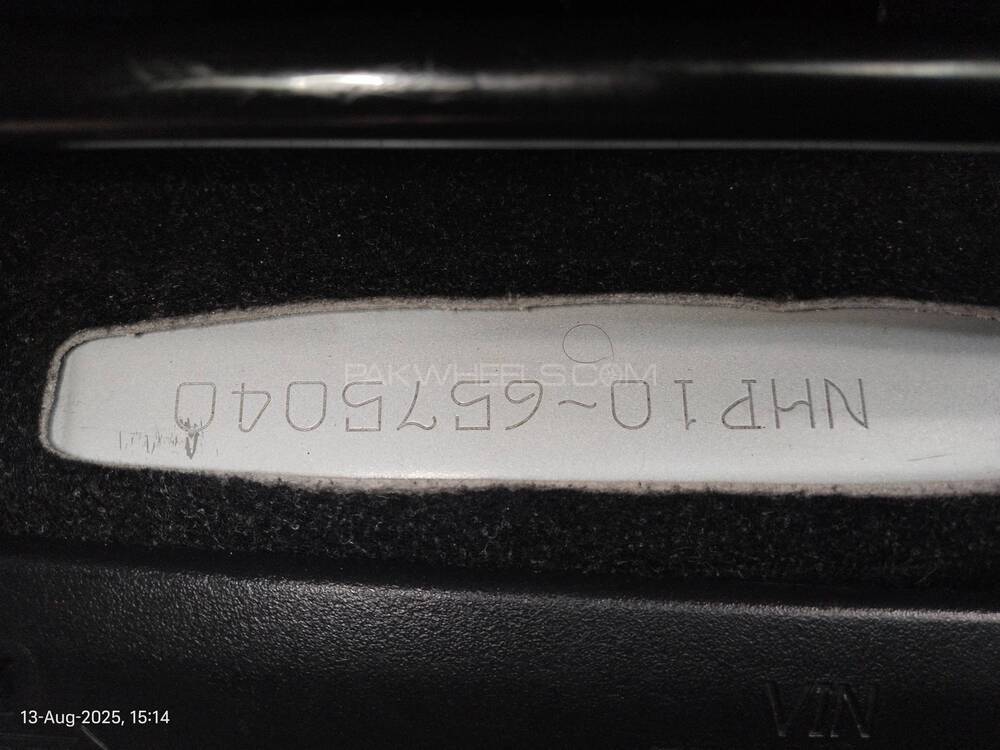 PAKWHEELS.COM
NHP10-6575040
VIN
13-Aug-2025, 15:14